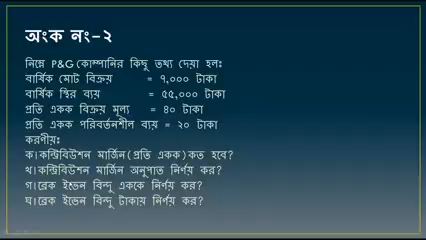 অংক নং-২
নিম্নে P&G কোম্পানির কিছু তথ্য দেয়া হল:
বার্ষিক মোট বিক্রয় = ৭,০০০ টাকা
বার্ষিক স্থির ব্যয় = ৫৫,০০০ টাকা
প্রতি একক বিক্রয় মূল্য = ৪০ টাকা
প্রতি একক পরিবর্তনশীল ব্যয় = ২০ টাকা
করণীয়:
ক।কন্ট্রিবিউশন মার্জিন(প্রতি একক)কত হবে?
খ।কন্ট্রিবিউশন মার্জিন অনুপাত নির্ণয় কর?
গ।ব্রেক ইভেন বিন্দু এককে নির্ণয় কর?
ঘ।ব্রেক ইভেন বিন্দু টাকায় নির্ণয় কর?